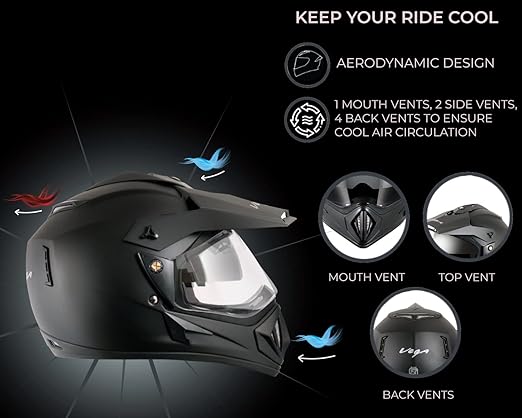 KEEP YOUR RIDE COOL
AERODYNAMIC DESIGN
1 MOUTH VENTS, 2 SIDE VENTS,
4 BACK VENTS TO ENSURE
COOL AIR CIRCULATION
MOUTH VENT
TOP VENT
Vega
BACK VENTS